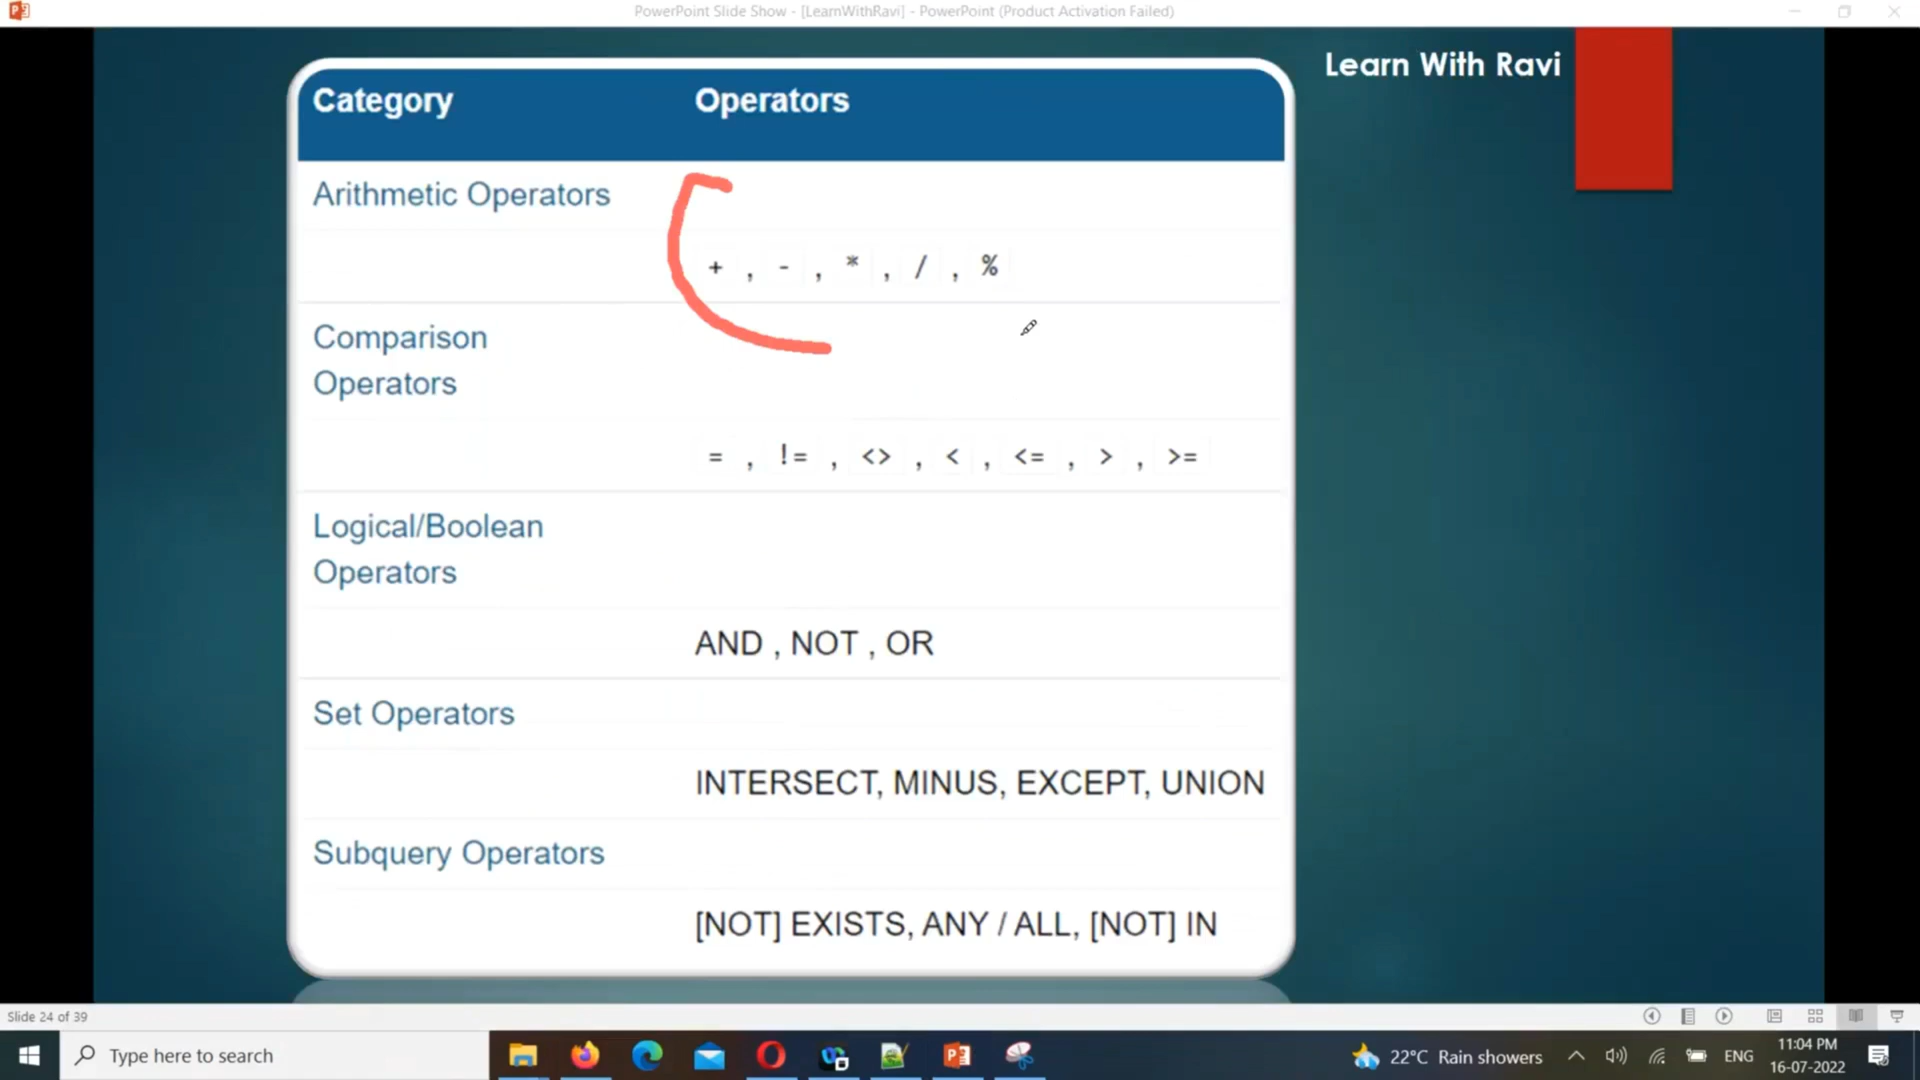 PowerPoint Slide Show - [LearnWithRavi] - PowerPoint (Product Activation Failed)
Learn With Ravi
Category Operators
Arithmetic Operators
+ , - , * , / , %
Comparison
Operators
= , != , <> , < , <= , > , >=
Logical/Boolean
Operators
AND , NOT , OR
Set Operators
INTERSECT, MINUS, EXCEPT, UNION
Subquery Operators
[NOT] EXISTS, ANY / ALL, [NOT] IN
Slide 24 of 39
Type here to search
22°C Rain showers
ENG
11:04 PM
16-07-2022